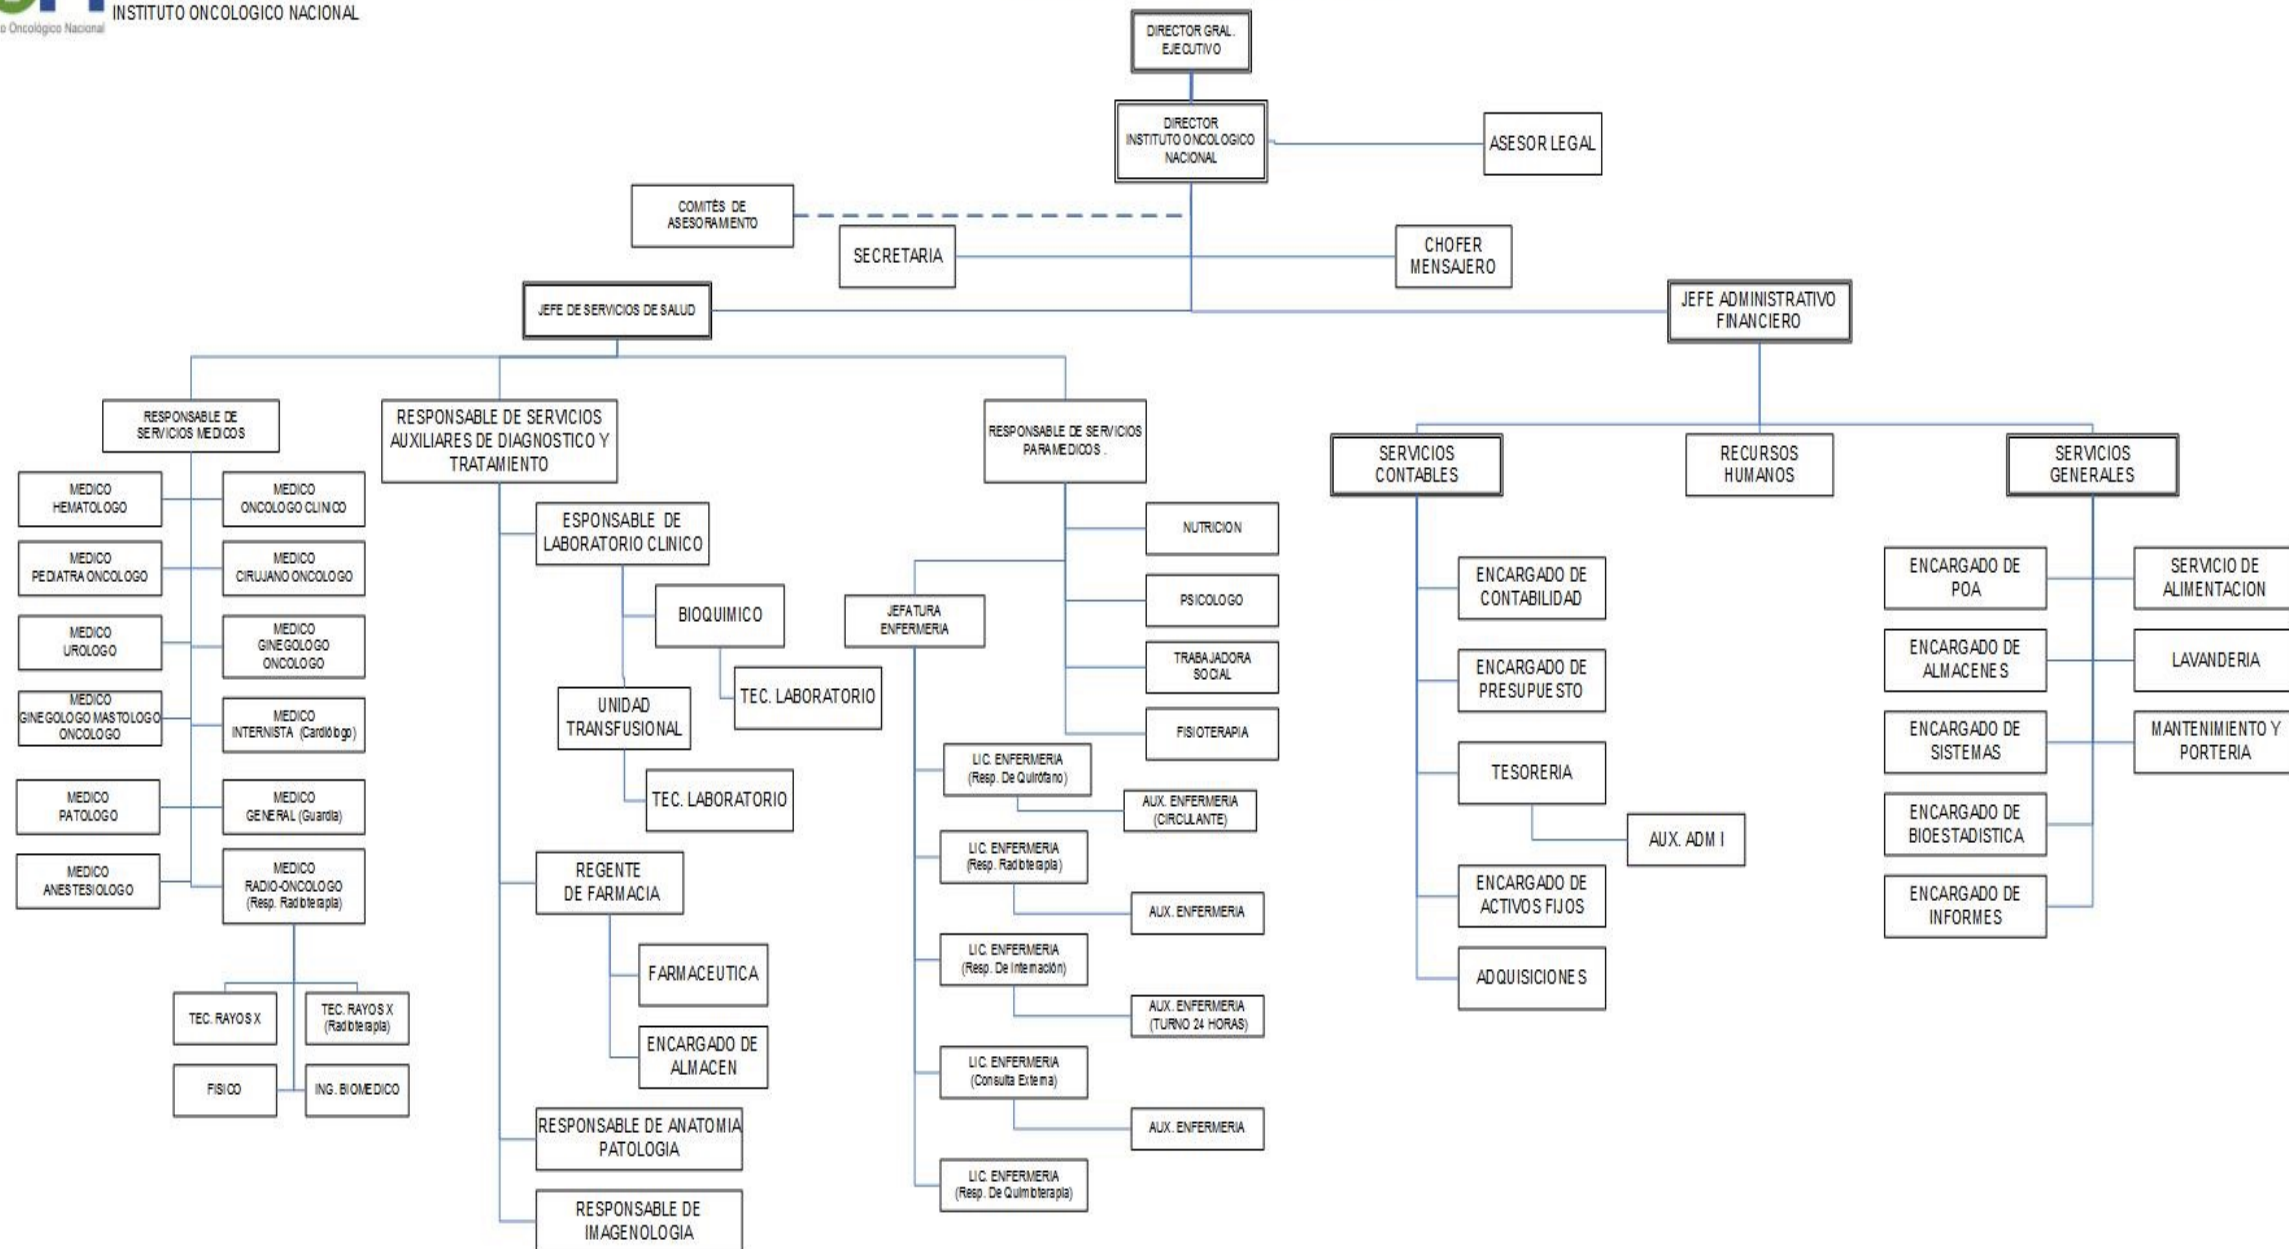 INSTITUTO ONCOLOGICO NACIONAL
o Oncológico Nacional
DIRECTOR GRAL.
EJECUTIVO
DIRECTOR
INSTITUTO ONCOLOGICO
NACIONAL
ASESOR LEGAL
COMITÉS DE
ASESORAMIENTO
SECRETARIA
CHOFER
MENSAJERO
JEFE DE SERVICIOS DE SALUD
JEFE ADMINISTRATIVO
FINANCIERO
RESPONSABLE DE
SERVICIOS MEDICOS
MEDICO
HEMATOLOGO
MEDICO
ONCOLOGO CLINICO
MEDICO
PEDIATRA ONCOLOGO
MEDICO
CIRUJANO ONCOLOGO
MEDICO
UROLOGO
MEDICO
GINEGOLOGO
ONCOLOGO
MEDICO
GINEGOLOGO MASTOLOGO
ONCOLOGO
MEDICO
INTERNISTA (Cardiólogo)
MEDICO
PATOLOGO
MEDICO
GENERAL (Guardia)
MEDICO
ANESTESIOLOGO
MEDICO
RADIO-ONCOLOGO
(Resp. Radioterapia)
TEC. RAYOS X
TEC. RAYOS X
(Radioterapia)
FISICO
ING. BIOMEDICO
RESPONSABLE DE SERVICIOS
AUXILIARES DE DIAGNOSTICO Y
TRATAMIENTO
ESPONSABLE DE
LABORATORIO CLINICO
BIOQUIMICO
TEC. LABORATORIO
UNIDAD
TRANSFUSIONAL
TEC. LABORATORIO
REGENTE
DE FARMACIA
FARMACEUTICA
ENCARGADO DE
ALMACEN
RESPONSABLE DE ANATOMIA
PATOLOGIA
RESPONSABLE DE
IMAGENOLOGIA
RESPONSABLE DE SERVICIOS
PARAMEDICOS .
NUTRICION
PSICOLOGO
TRABAJADORA
SOCIAL
FISIOTERAPIA
JEFATURA
ENFERMERIA
LIC. ENFERMERIA
(Resp. De Quirófano)
AUX. ENFERMERIA
(CIRCULANTE)
LIC. ENFERMERIA
(Resp. Radioterapia)
AUX. ENFERMERIA
LIC. ENFERMERIA
(Resp. De Internación)
AUX. ENFERMERIA
(TURNO 24 HORAS)
LIC. ENFERMERIA
(Consulta Externa)
AUX. ENFERMERIA
LIC. ENFERMERIA
(Resp. De Quimioterapia)
SERVICIOS
CONTABLES
ENCARGADO DE
CONTABILIDAD
ENCARGADO DE
PRESUPUESTO
TESORERIA
AUX. ADM I
ENCARGADO DE
ACTIVOS FIJOS
ADQUISICIONES
RECURSOS
HUMANOS
SERVICIOS
GENERALES
ENCARGADO DE
POA
SERVICIO DE
ALIMENTACION
ENCARGADO DE
ALMACENES
LAVANDERIA
ENCARGADO DE
SISTEMAS
MANTENIMIENTO Y
PORTERIA
ENCARGADO DE
BIOESTADISTICA
ENCARGADO DE
INFORMES